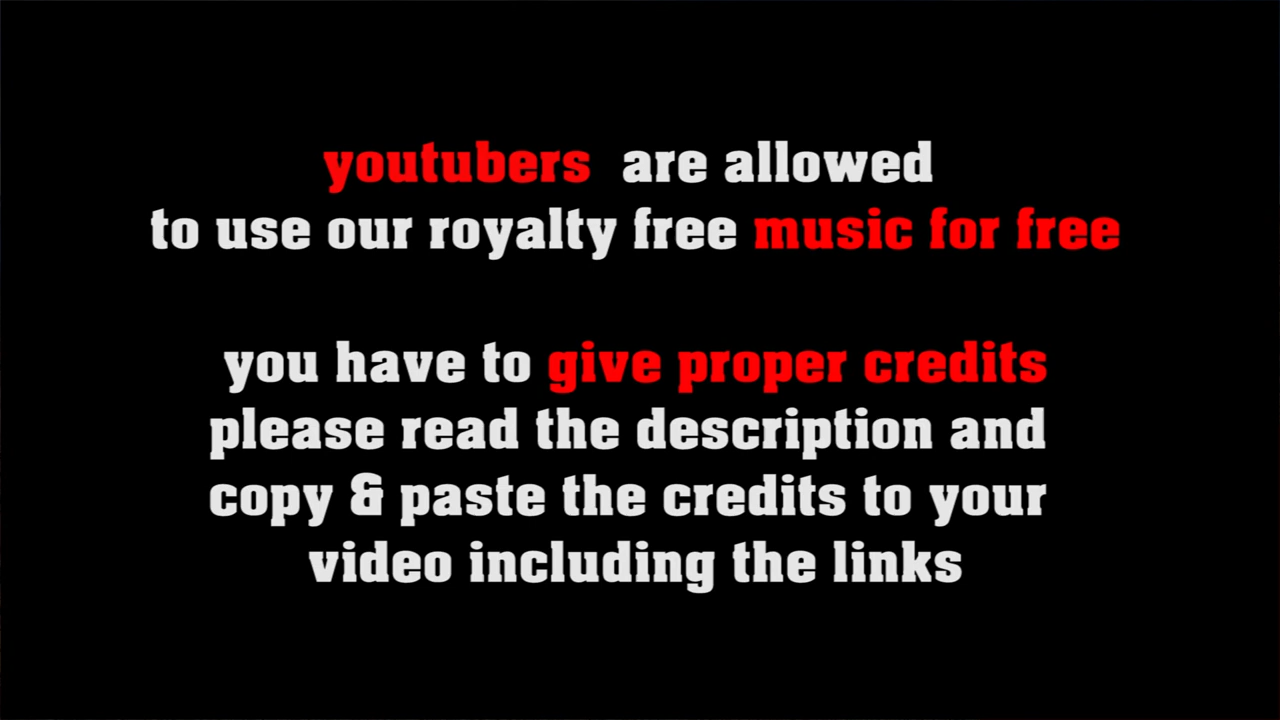 youtubers are allowed
to use our royalty free music for free
you have to give proper credits
please read the description and
copy & paste the credits to your
video including the links